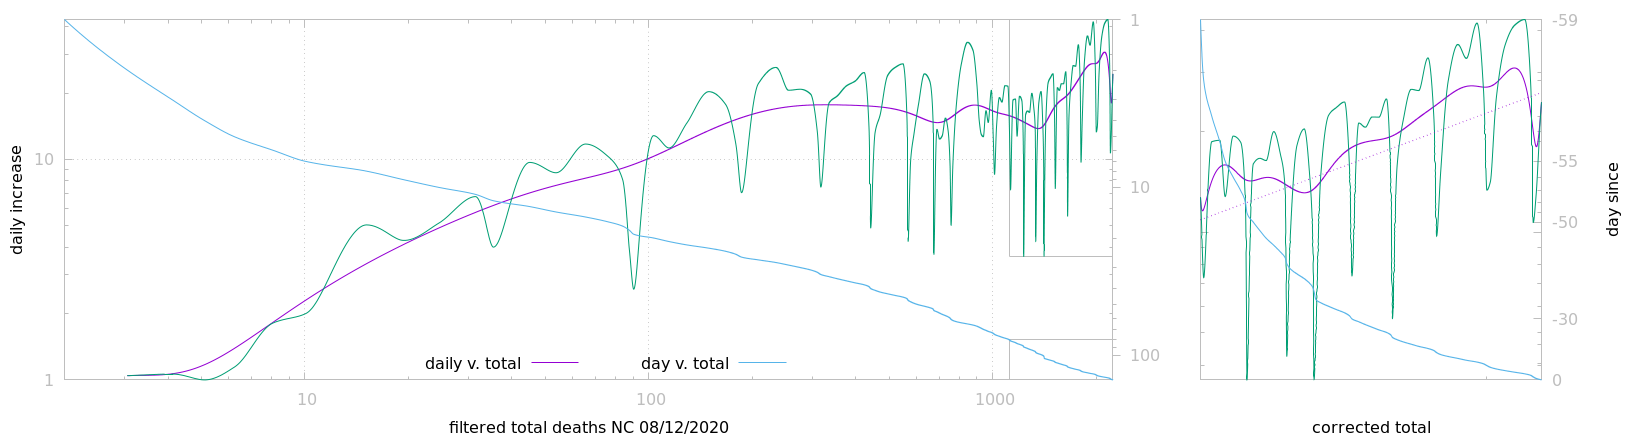 1
-59
10
-55
10
daily increase
-50
day since
-30
daily v. total
day v. total
100
1
0
10
100
1000
filtered total deaths NC 08/12/2020
corrected total